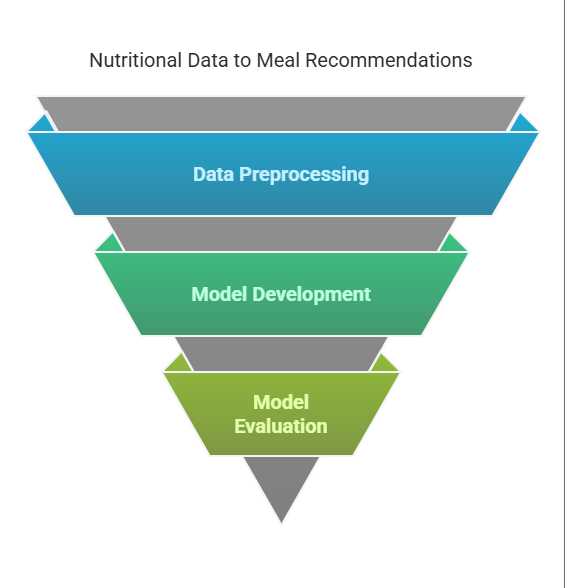 Nutritional Data to Meal Recommendations
Data Preprocessing
Model Development
Model
Evaluation